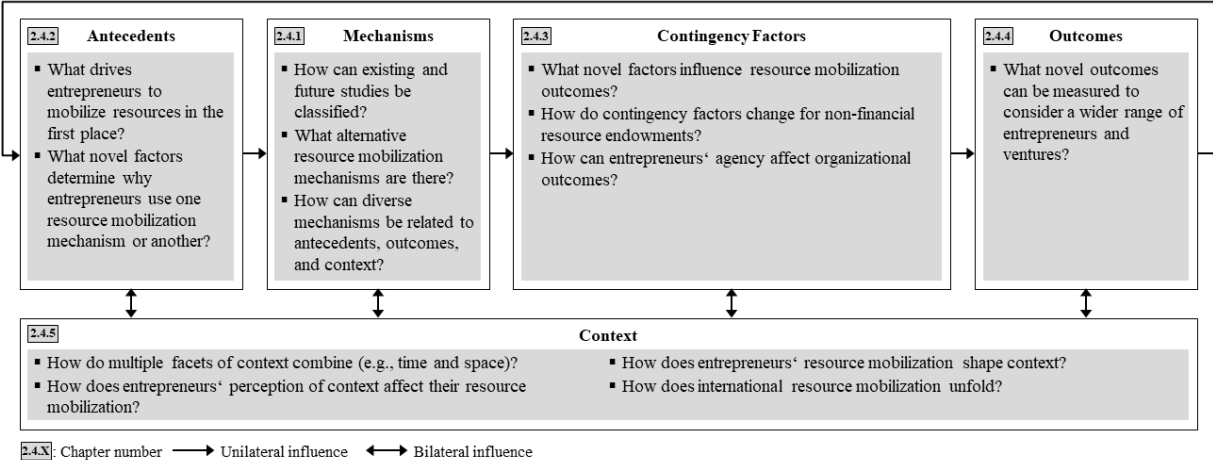 2.4.2 Antecedents
▪ What drives
entrepreneurs to
mobilize resources in the
first place?
▪ What novel factors
determine why
entrepreneurs use one
resource mobilization
mechanism or another?
2.4.1 Mechanisms
▪ How can existing and
future studies be
classified?
▪ What alternative
resource mobilization
mechanisms are there?
▪ How can diverse
mechanisms be related to
antecedents, outcomes,
and context?
2.4.3 Contingency Factors
▪ What novel factors influence resource mobilization
outcomes?
▪ How do contingency factors change for non-financial
resource endowments?
▪ How can entrepreneurs‘ agency affect organizational
outcomes?
2.4.4 Outcomes
▪ What novel outcomes
can be measured to
consider a wider range of
entrepreneurs and
ventures?
2.4.5 Context
▪ How do multiple facets of context combine (e.g., time and space)?
▪ How does entrepreneurs‘ perception of context affect their resource
mobilization?
▪ How does entrepreneurs‘ resource mobilization shape context?
▪ How does international resource mobilization unfold?
2.4.X: Chapter number Unilateral influence Bilateral influence